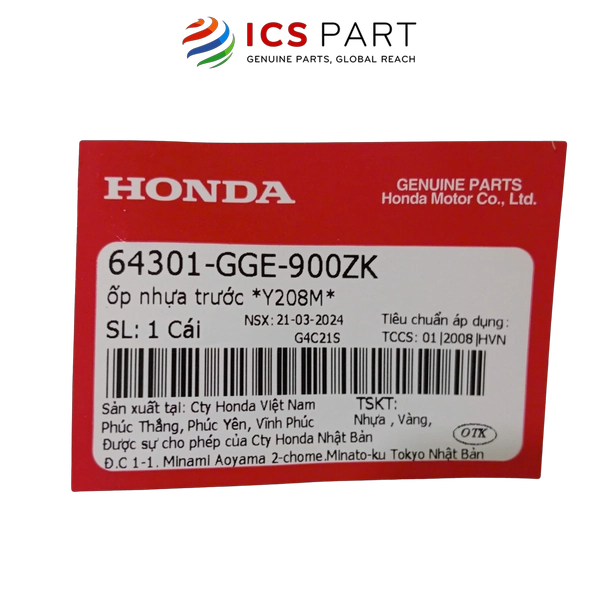 ICS PART
GENUINE PARTS, GLOBAL REACH
HONDA
GENUINE PARTS
Honda Motor Co., Ltd.
64301-GGE-900ZK
ốp nhựa trước *Y208M*
SL: 1 Cái
NSX: 21-03-2024
G4C21S
Tiêu chuẩn áp dụng:
TCCS: 01|2008|HVN
Sản xuất tại: Cty Honda Việt Nam
Phúc Thắng, Phúc Yên, Vĩnh Phúc
Được sự cho phép của Cty Honda Nhật Bản
Đ.C 1-1. Minami Aoyama 2-chome.Minato-ku Tokyo Nhật Bản
TSKT:
Nhựa , Vàng,
OTK